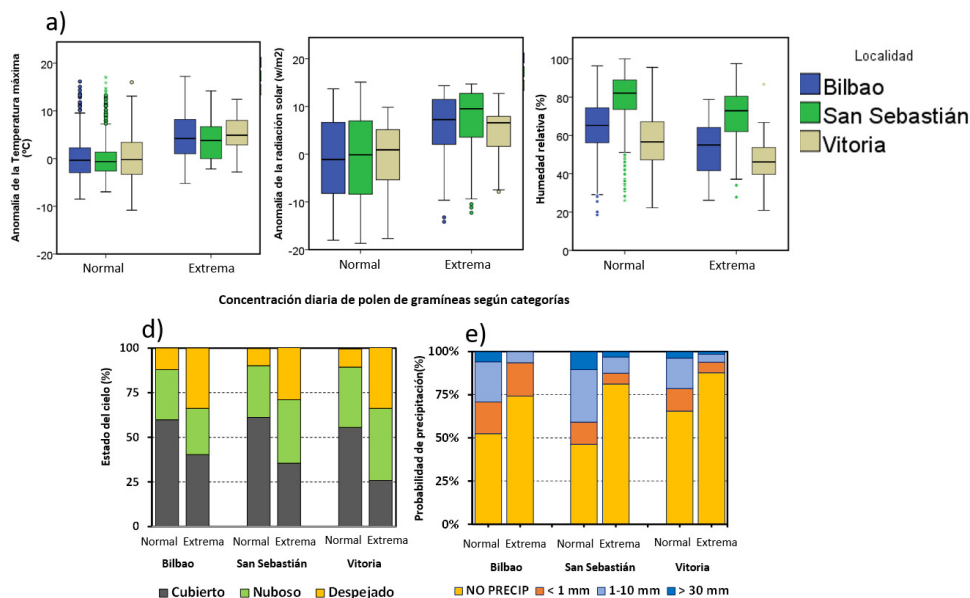 a)
Anomalía de la Temperatura máxima
(ºC)
20
10
0
-10
-20
Normal
Extrema
Anomalía de la radiación solar (w/m2)
20
10
0
-10
-20
Normal
Extrema
Humedad relativa (%)
100
80
60
40
20
0
Normal
Extrema
Localidad
Bilbao
San Sebastián
Vitoria
Concentración diaria de polen de gramíneas según categorías
d)
Estado del cielo (%)
100
75
50
25
0
Normal Extrema
Normal Extrema
Normal Extrema
Bilbao
San Sebastián
Vitoria
Cubierto
Nuboso
Despejado
e)
Probabilidad de precipitación(%)
100%
75%
50%
25%
0%
Normal Extrema
Normal Extrema
Normal Extrema
Bilbao
San Sebastián
Vitoria
NO PRECIP
< 1 mm
1-10 mm
> 30 mm